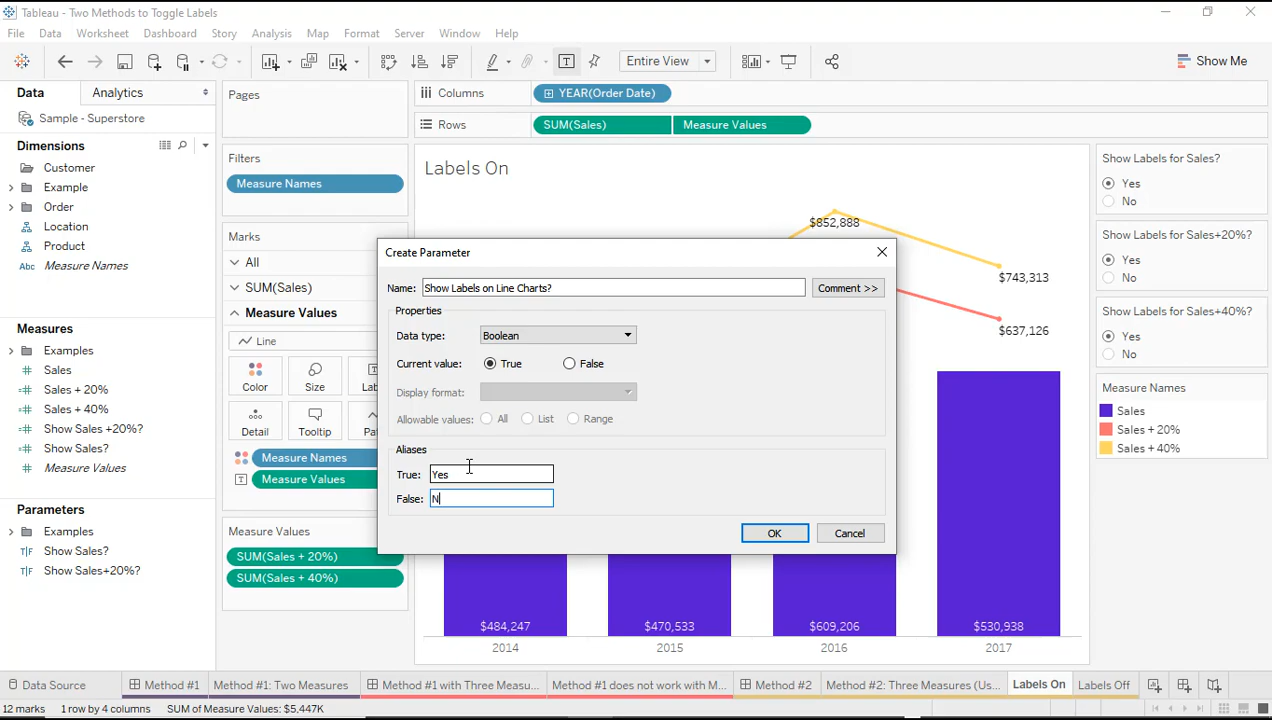 Tableau - Two Methods to Toggle Labels
File Data Worksheet Dashboard Story Analysis Map Format Server Window Help
Entire View
Show Me
Data
Analytics
Sample - Superstore
Dimensions
Customer
Example
Order
Location
Product
Abc Measure Names
Measures
Examples
Sales
Sales + 20%
Sales + 40%
Show Sales +20%?
Show Sales?
Measure Values
Parameters
Examples
T|F Show Sales?
T|F Show Sales+20%?
Pages
Filters
Measure Names
Marks
All
SUM(Sales)
Measure Values
Line
Color
Size
Detail
Tooltip
Measure Names
Measure Values
Measure Values
SUM(Sales + 20%)
SUM(Sales + 40%)
Columns
YEAR(Order Date)
Rows
SUM(Sales)
Measure Values
Labels On
$852,888
$743,313
$637,126
$484,247
$470,533
$609,206
$530,938
2014
2015
2016
2017
Create Parameter
Name: Show Labels on Line Charts?
Comment >>
Properties
Data type: Boolean
Current value: True False
Display format:
Allowable values: All List Range
Aliases
True: Yes
False: N
OK
Cancel
Show Labels for Sales?
Yes
No
Show Labels for Sales+20%?
Yes
No
Show Labels for Sales+40%?
Yes
No
Measure Names
Sales
Sales + 20%
Sales + 40%
Data Source
Method #1
Method #1: Two Measures
Method #1 with Three Measu...
Method #1 does not work with M...
Method #2
Method #2: Three Measures (Us...
Labels On
Labels Off
12 marks 1 row by 4 columns SUM of Measure Values: $5,447K